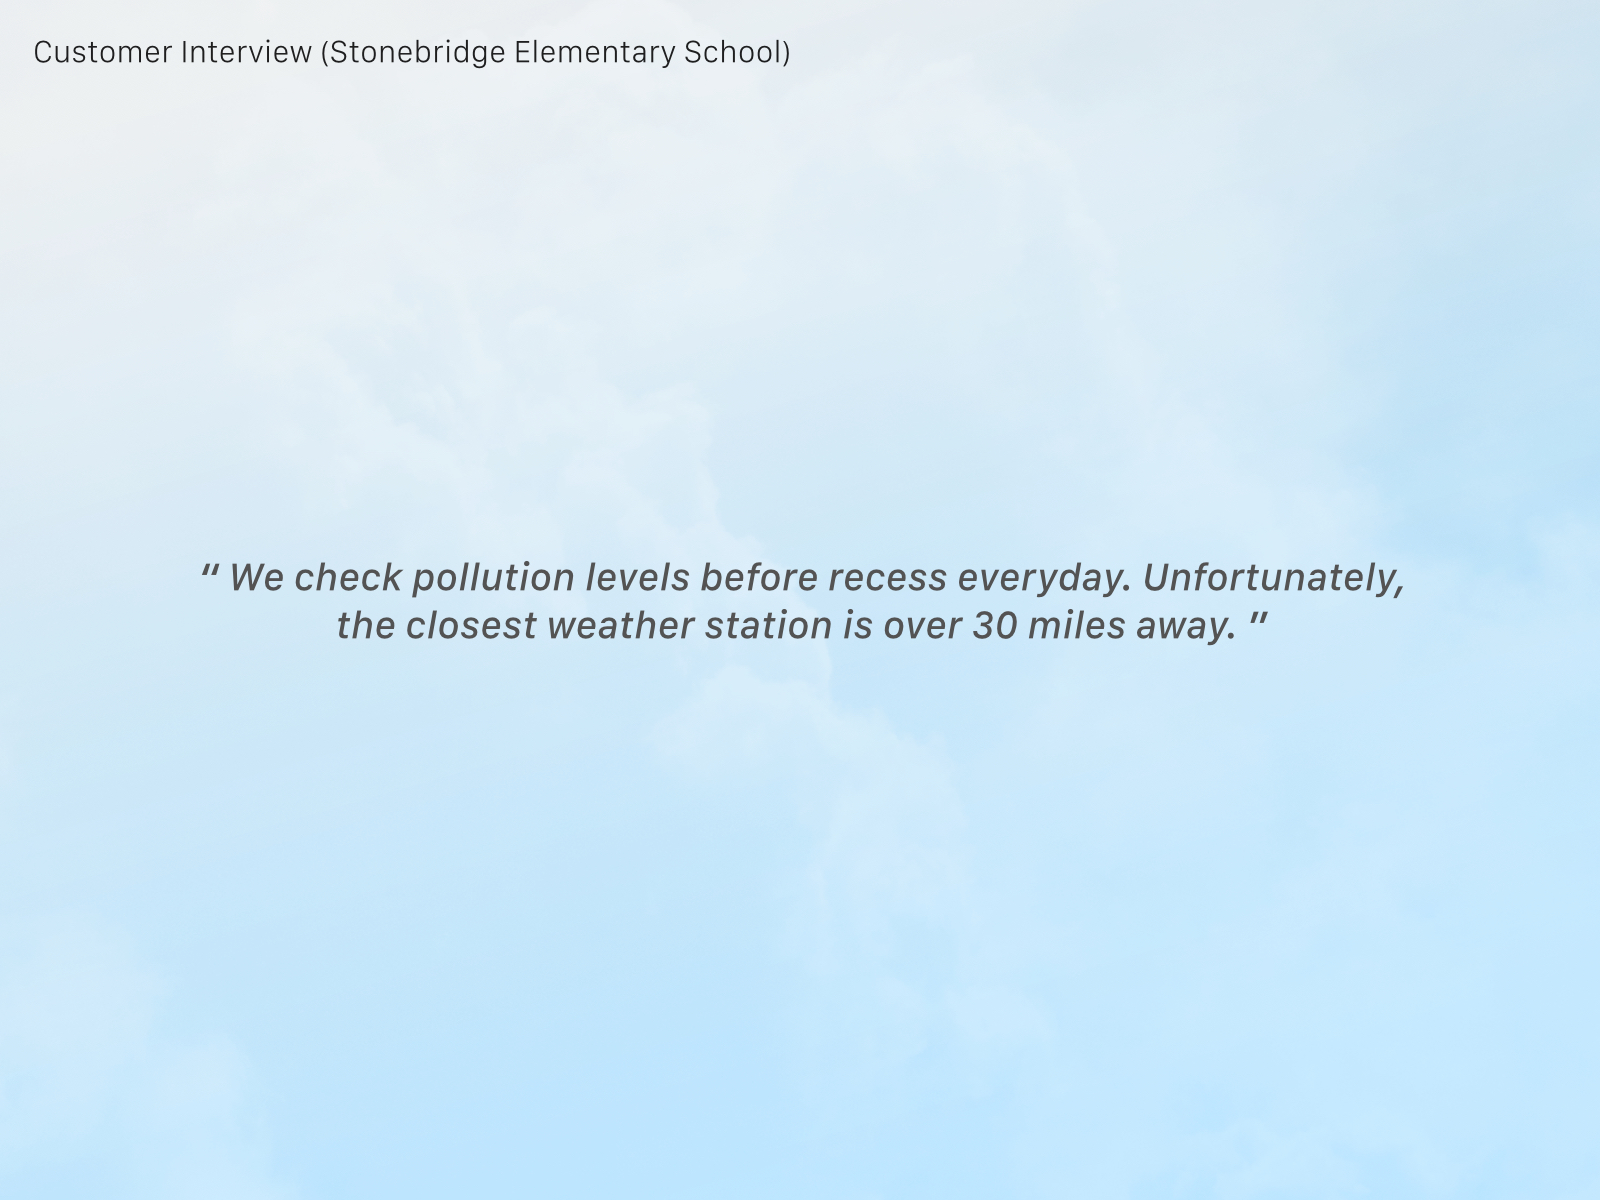 Customer Interview (Stonebridge Elementary School)
“ We check pollution levels before recess everyday. Unfortunately,
the closest weather station is over 30 miles away. ”